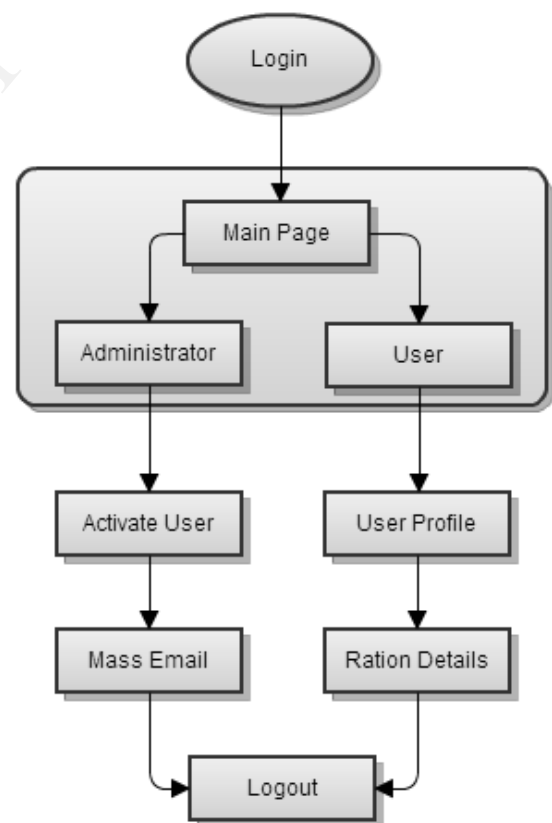 Login
Main Page
Administrator
User
Activate User
User Profile
Mass Email
Ration Details
Logout